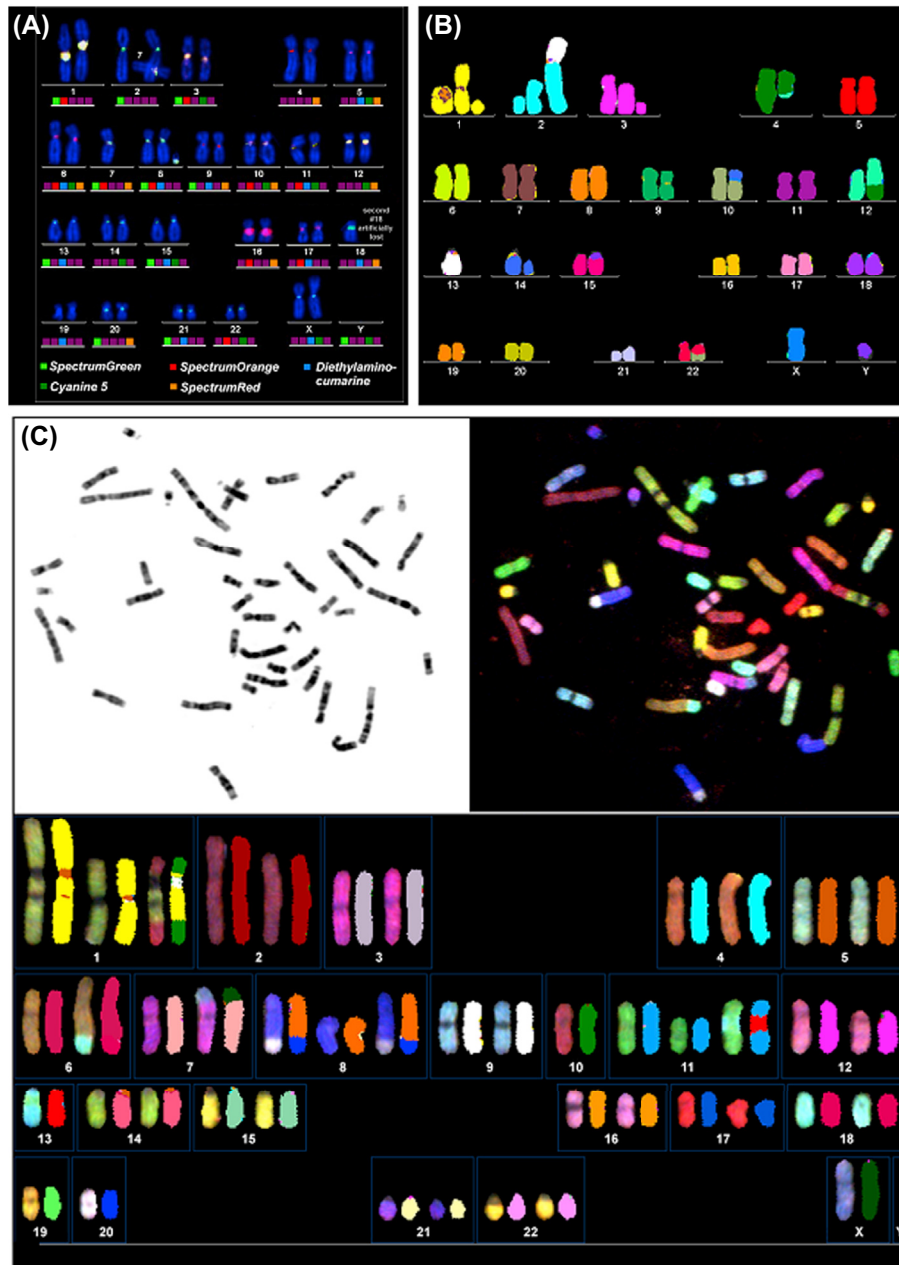 (A)
7
1 2 3 4 5
6 7 8 9 10 11 12
second
#18
artificially
lost
13 14 15 16 17 18
19 20 21 22 X Y
SpectrumGreen SpectrumOrange Diethylamino-
Cyanine 5 SpectrumRed cumarine
(B)
1 2 3 4 5
6 7 8 9 10 11 12
13 14 15 16 17 18
19 20 21 22 X Y
(C)
1 2 3 4 5
6 7 8 9 10 11 12
13 14 15 16 17 18
19 20 21 22 X